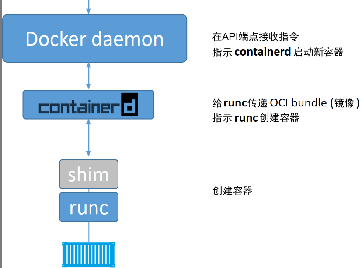 Docker daemon
在API端点接收指令
指示 containerd 启动新容器
containerd
给runc传递 OCI bundle (镜像)
指示 runc 创建容器
shim
runc
创建容器